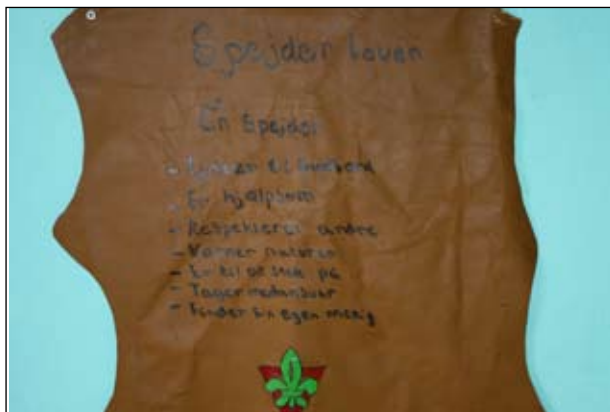 Spejder loven
En Spejder
- Er hjælpsom
- Respekterer andre
- Værner naturen
- Er til at stole på
- Tager medansvar
- Finder sin egen mening